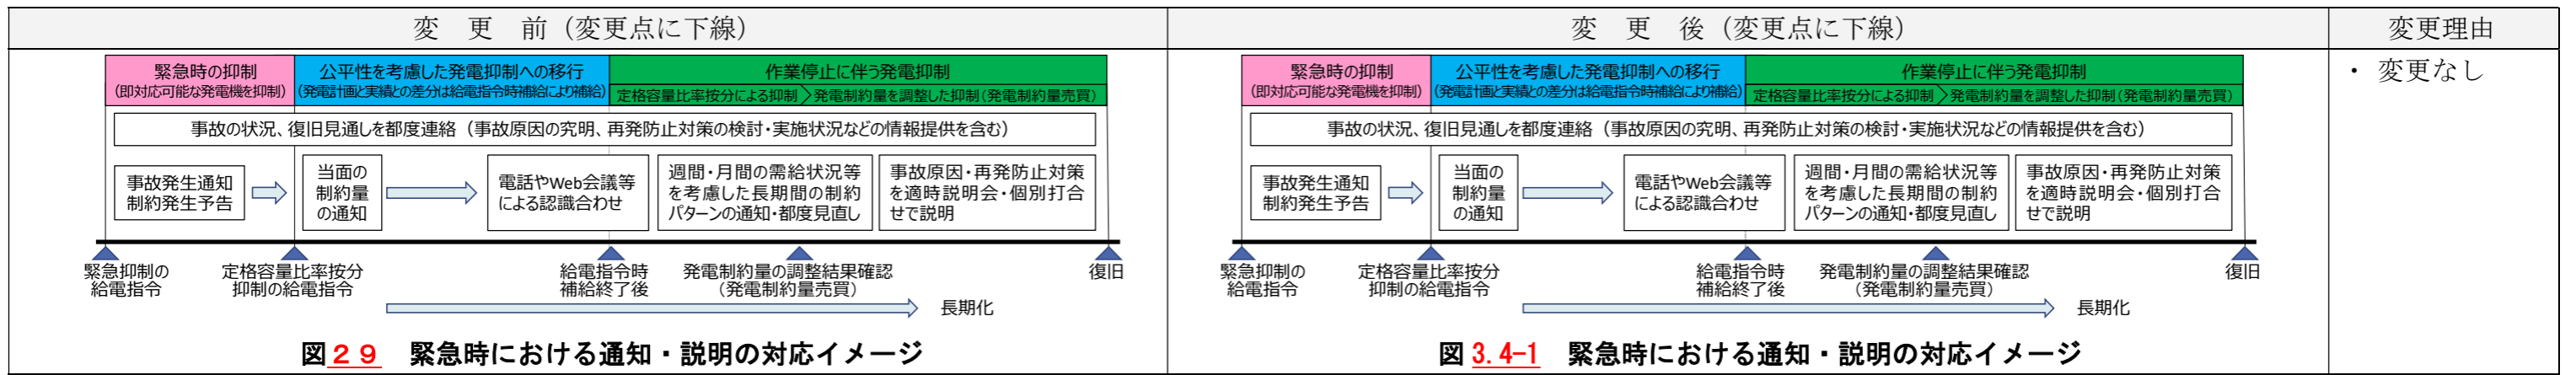 変　更　前（変更点に下線）
変　更　後（変更点に下線）
変更理由
緊急時の抑制
（即対応可能な発電機を抑制）
公平性を考慮した発電抑制への移行
（発電計画と実績との差分は給電指令時補給により補給）
作業停止に伴う発電抑制
定格容量比率按分による抑制
発電制約量を調整した抑制（発電制約量売買）
事故の状況、復旧見通しを都度連絡（事故原因の究明、再発防止対策の検討・実施状況などの情報提供を含む）
事故発生通知
制約発生予告
当面の
制約量
の通知
電話やWeb会議等
による認識合わせ
週間・月間の需給状況等
を考慮した長期間の制約
パターンの通知・都度見直し
事故原因・再発防止対策
を適時説明会・個別打合
せで説明
緊急抑制の
給電指令
定格容量比率按分
抑制の給電指令
給電指令時
補給終了後
発電制約量の調整結果確認
（発電制約量売買）
復旧
長期化
図２９　緊急時における通知・説明の対応イメージ
緊急時の抑制
（即対応可能な発電機を抑制）
公平性を考慮した発電抑制への移行
（発電計画と実績との差分は給電指令時補給により補給）
作業停止に伴う発電抑制
定格容量比率按分による抑制
発電制約量を調整した抑制（発電制約量売買）
事故の状況、復旧見通しを都度連絡（事故原因の究明、再発防止対策の検討・実施状況などの情報提供を含む）
事故発生通知
制約発生予告
当面の
制約量
の通知
電話やWeb会議等
による認識合わせ
週間・月間の需給状況等
を考慮した長期間の制約
パターンの通知・都度見直し
事故原因・再発防止対策
を適時説明会・個別打合
せで説明
緊急抑制の
給電指令
定格容量比率按分
抑制の給電指令
給電指令時
補給終了後
発電制約量の調整結果確認
（発電制約量売買）
復旧
長期化
図 3.4-1　緊急時における通知・説明の対応イメージ
・ 変更なし